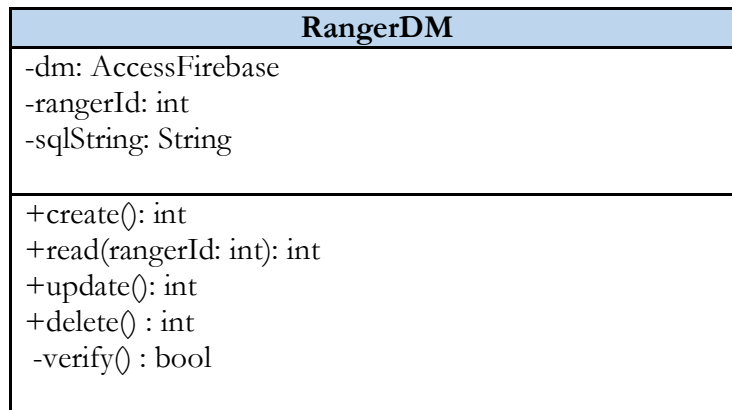 RangerDM
-dm: AccessFirebase
-rangerId: int
-sqlString: String
+create(): int
+read(rangerId: int): int
+update(): int
+delete() : int
-verify() : bool